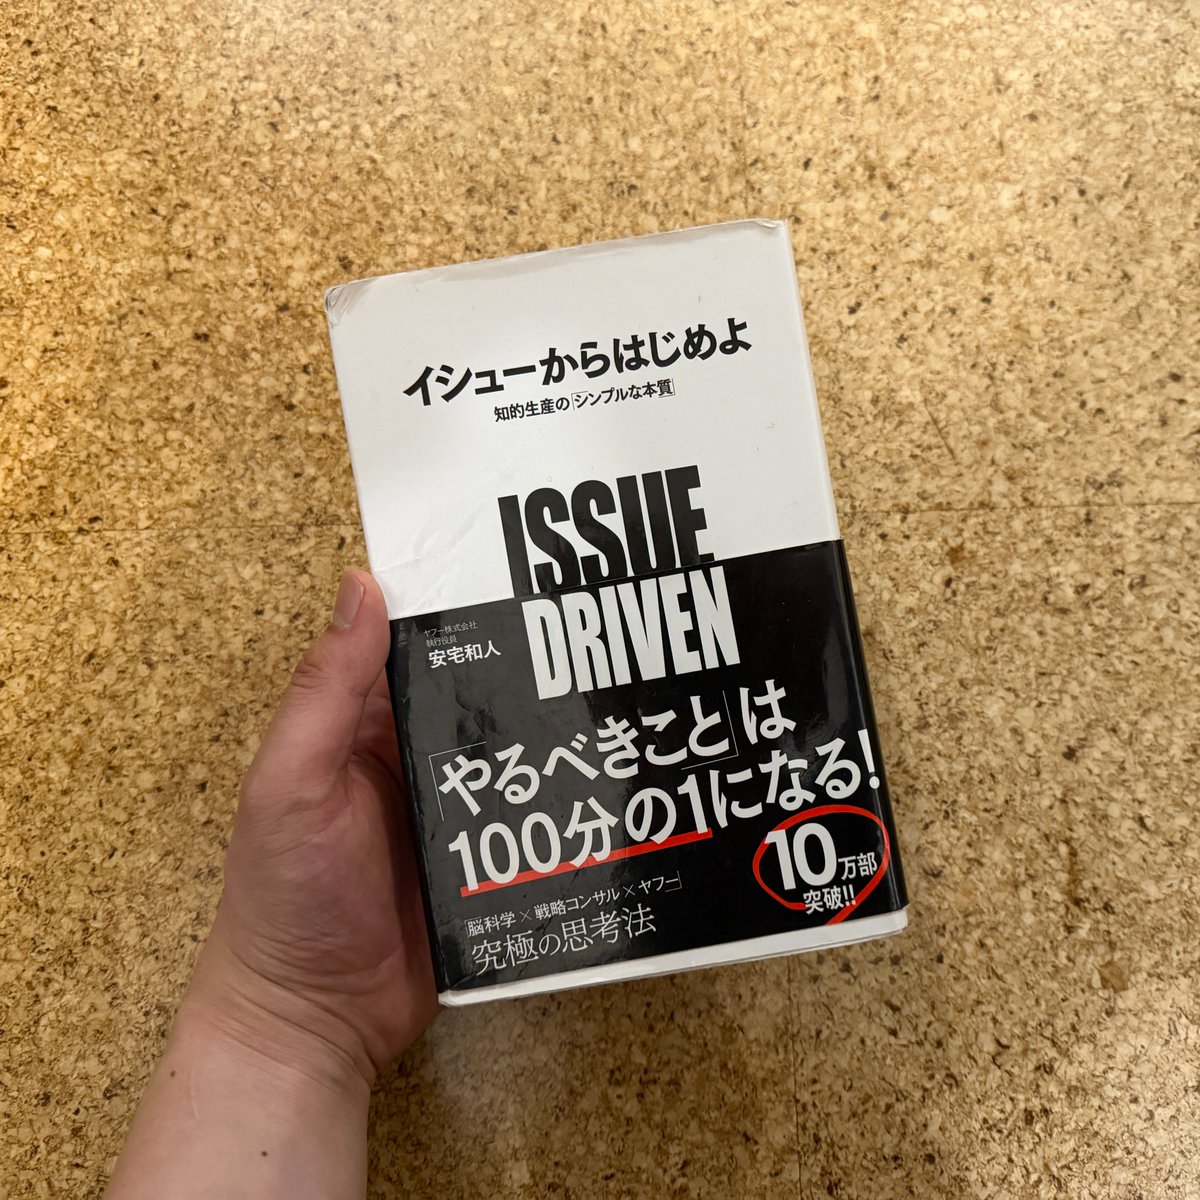 イシューからはじめよ
知的生産の「シンプルな本質」
ISSUE
DRIVEN
ヤフー株式会社
執行役員
安宅和人
「やるべきこと」は
100分の1になる!
10万部
突破!!
「脳科学×戦略コンサル×ヤフー」
究極の思考法